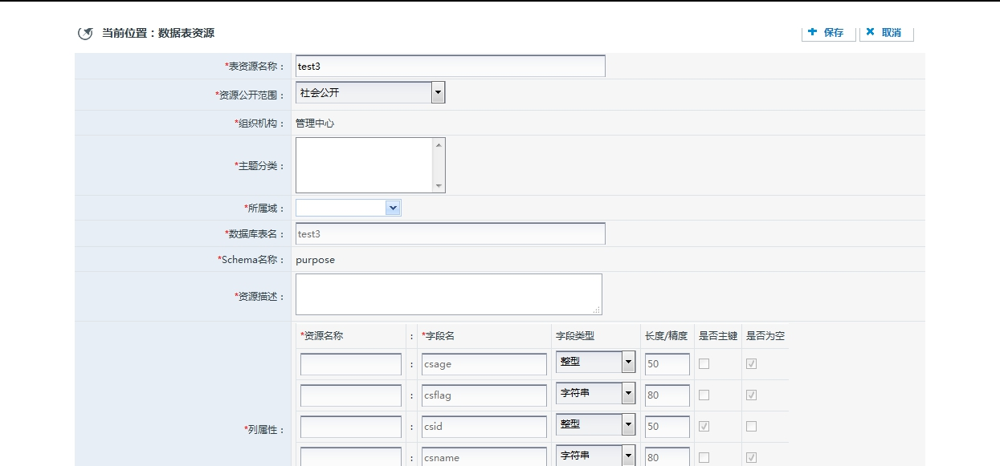 当前位置：数据表资源
保存
取消
*表资源名称： test3
*资源公开范围： 社会公开
*组织机构： 管理中心
*主题分类：
*所属域：
*数据库表名： test3
*Schema名称： purpose
*资源描述：
*资源名称 : *字段名 字段类型 长度/精度 是否主键 是否为空
: csage 整型 50
: csflag 字符串 80
*列属性： : csid 整型 50
: csname 字符串 80